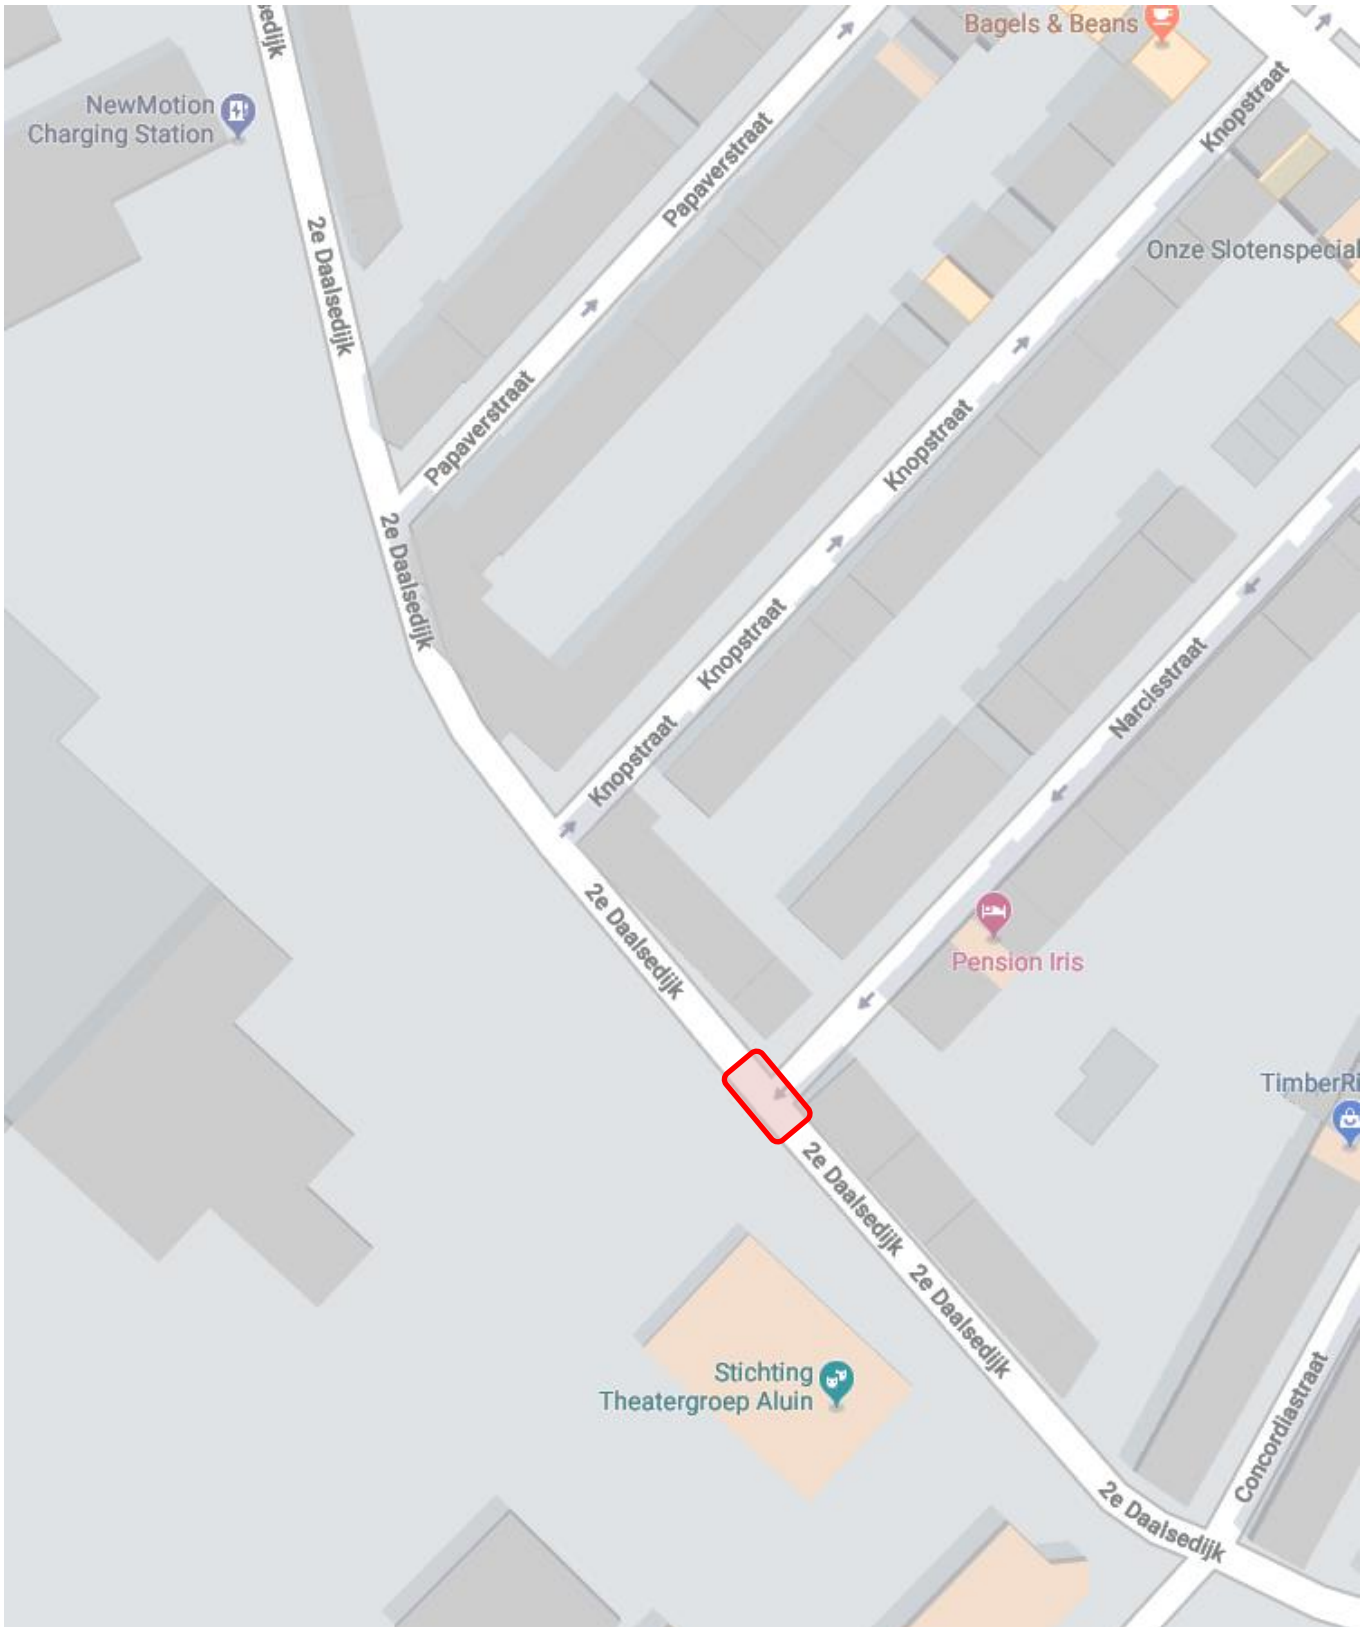 edijk
Bagels & Beans
NewMotion
Charging Station
Knopstraat
Papaverstraat
2e Daalsedijk
Onze Slotenspecial
Papaverstraat
Knopstraat
2e Daalsedijk
Knopstraat
Narcisstraat
Knopstraat
2e Daalsedijk
Pension Iris
TimberRi
2e Daalsedijk
2e Daalsedijk
Stichting
Theatergroep Aluin
Concordiastraat
2e Daalsedijk